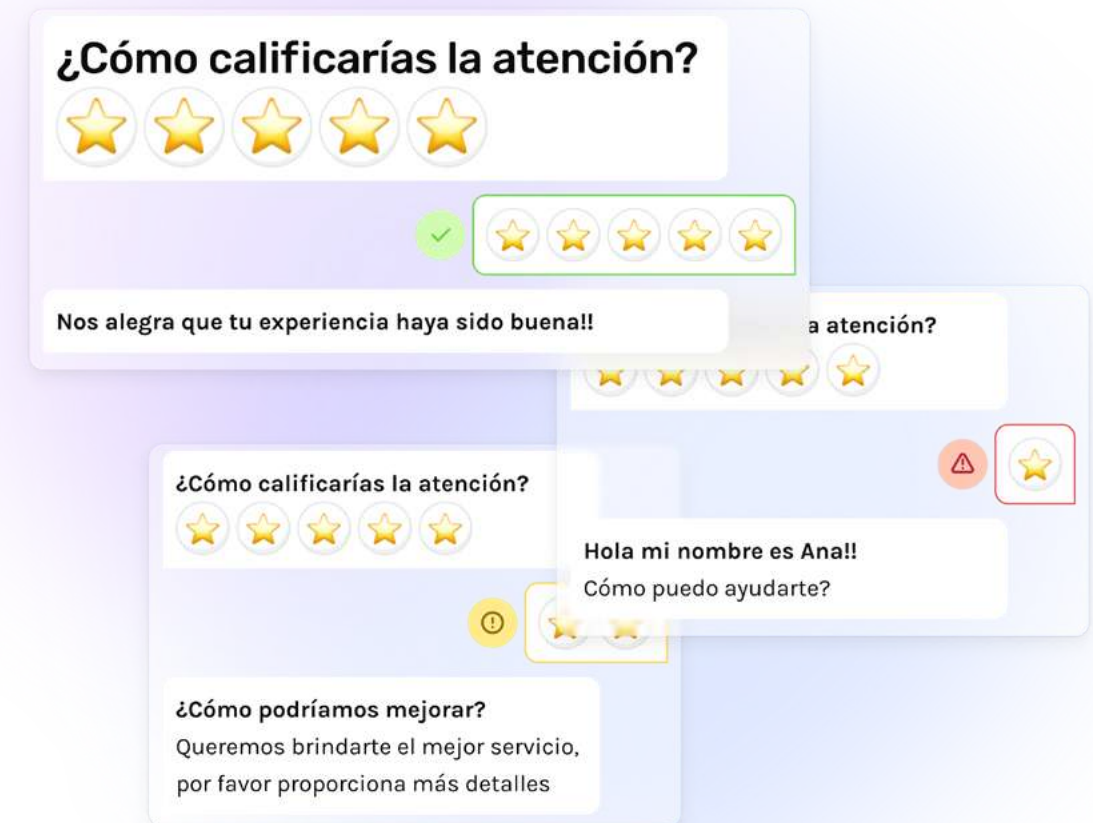 ¿Cómo calificarías la atención?
Nos alegra que tu experiencia haya sido buena!!
a atención?
Hola mi nombre es Ana!!
Cómo puedo ayudarte?
¿Cómo calificarías la atención?
¿Cómo podríamos mejorar?
Queremos brindarte el mejor servicio,
por favor proporciona más detalles